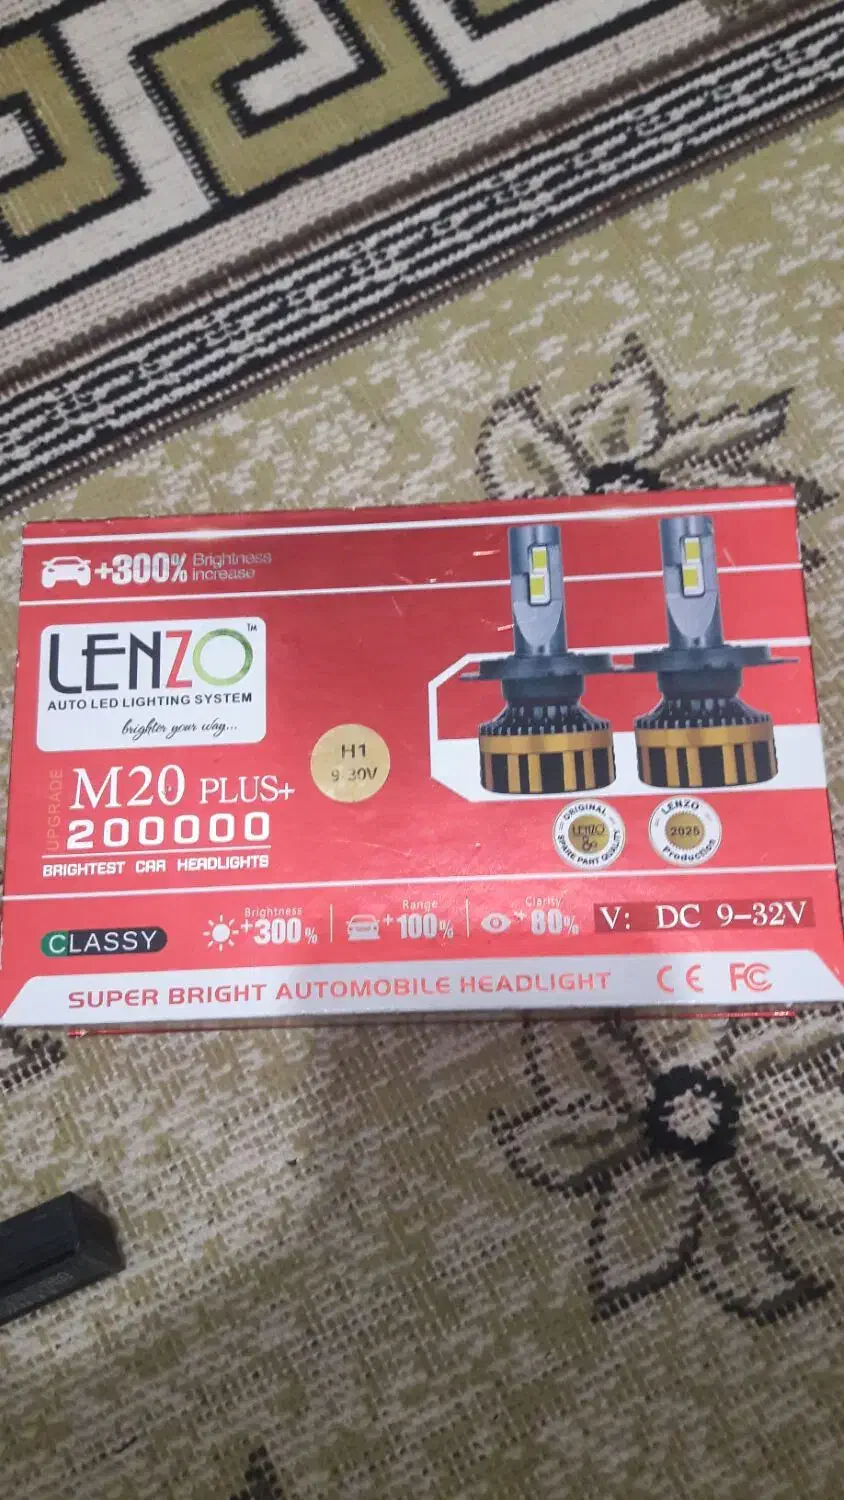 +300% Brightness
increase
LENZO™
AUTO LED LIGHTING SYSTEM
brighter your way...
H1
9-30V
UPGRADE
M20 PLUS+
200000
BRIGHTEST CAR HEADLIGHTS
ORIGINAL
LENZO
SPARE PART QUALITY
LENZO
2025
Production
CLASSY
Brightness
+300%
Range
+100%
Clarity
+80%
V: DC 9-32V
SUPER BRIGHT AUTOMOBILE HEADLIGHT
CE FC